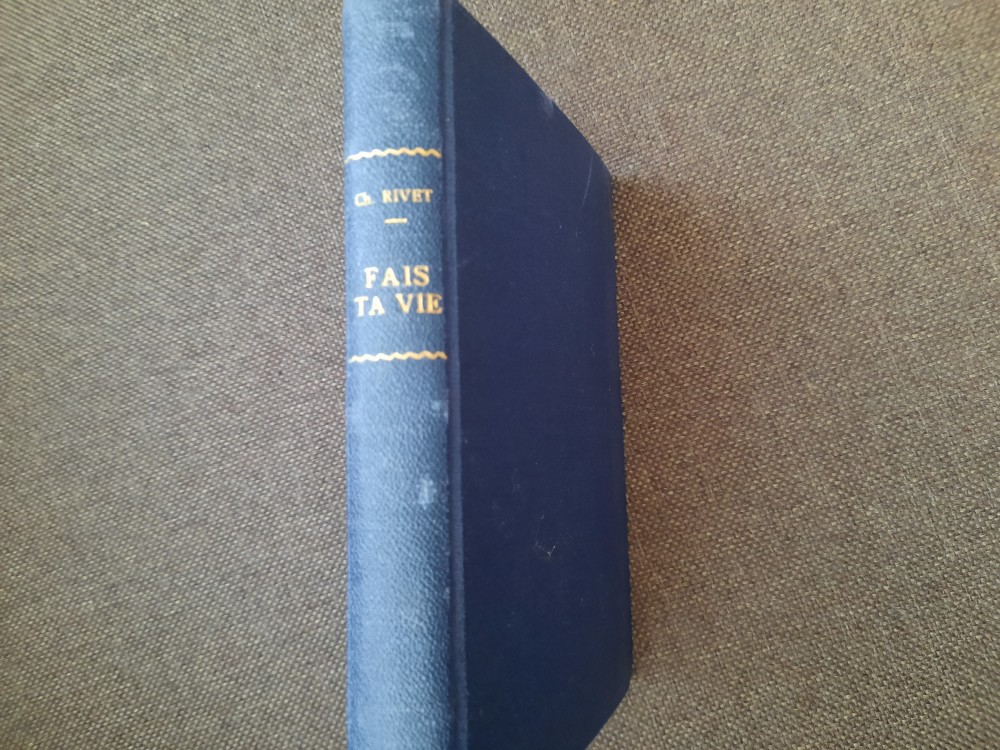 Ch. RIVET
FAIS
TA VIE